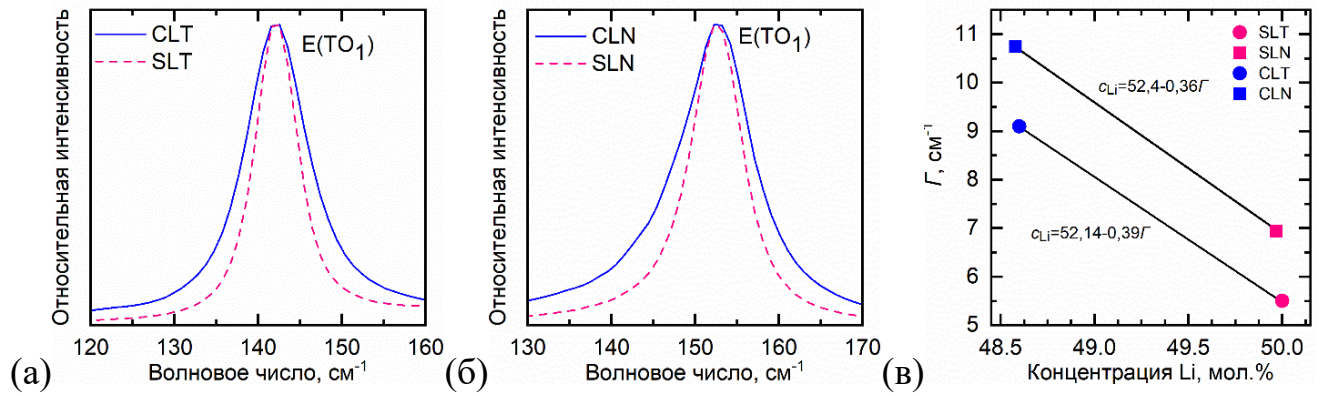 CLT
SLT
E(TO₁)
Относительная интенсивность
120 130 140 150 160
Волновое число, см⁻¹
(а)
CLN
SLN
E(TO₁)
Относительная интенсивность
130 140 150 160 170
Волновое число, см⁻¹
(б)
SLT
SLN
CLT
CLN
c_Li=52,4-0,36Г
c_Li=52,14-0,39Г
Г, см⁻¹
11
10
9
8
7
6
5
48.5 49.0 49.5 50.0
Концентрация Li, мол.%
(в)